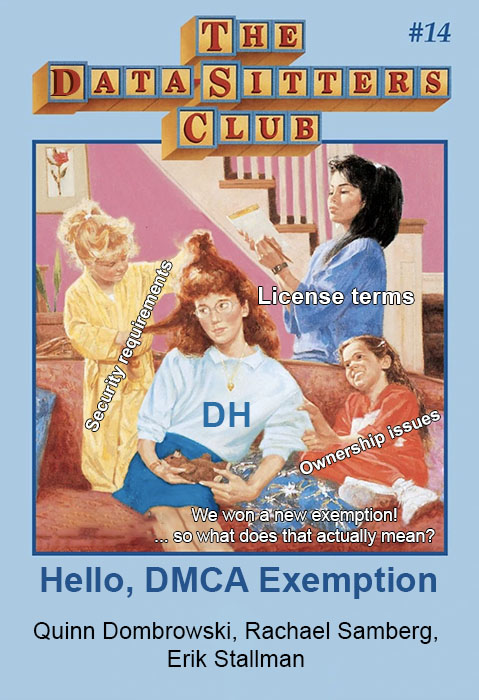 #14
THE
DATA SITTERS
CLUB
Security requirements
License terms
DH
Ownership issues
We won a new exemption!
... so what does that actually mean?
Hello, DMCA Exemption
Quinn Dombrowski, Rachael Samberg,
Erik Stallman